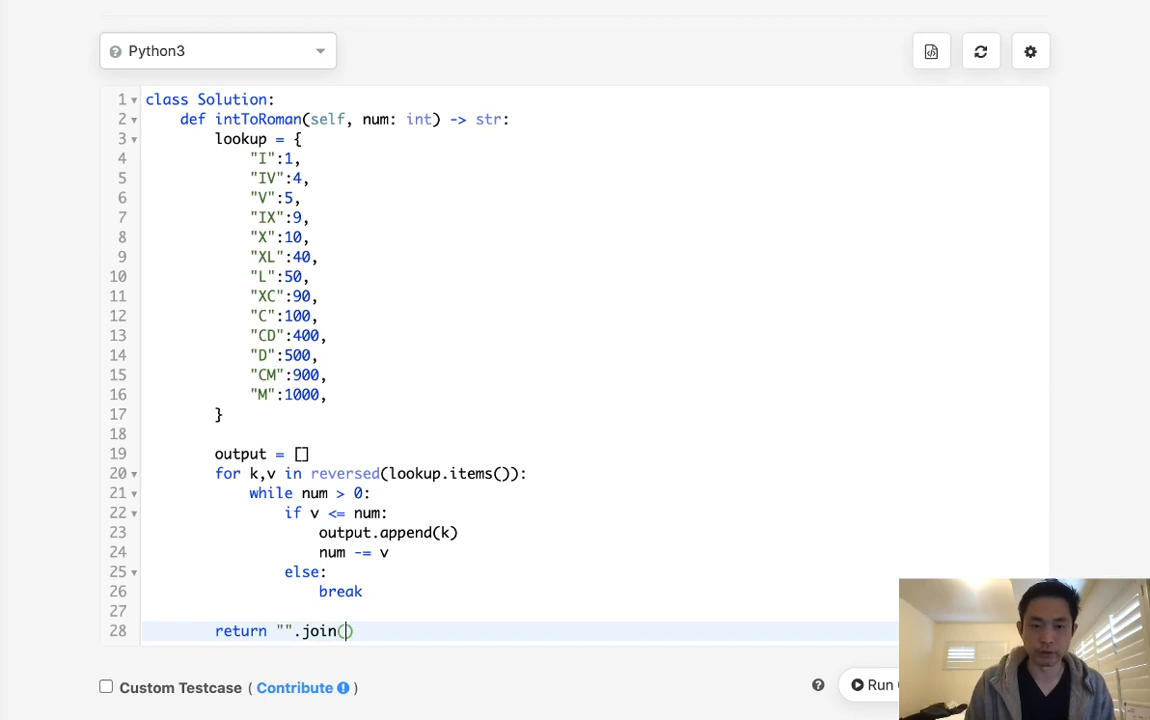 Python3
1 class Solution:
2 def intToRoman(self, num: int) -> str:
3 lookup = {
4 "I":1,
5 "IV":4,
6 "V":5,
7 "IX":9,
8 "X":10,
9 "XL":40,
10 "L":50,
11 "XC":90,
12 "C":100,
13 "CD":400,
14 "D":500,
15 "CM":900,
16 "M":1000,
17 }
18
19 output = []
20 for k,v in reversed(lookup.items()):
21 while num > 0:
22 if v <= num:
23 output.append(k)
24 num -= v
25 else:
26 break
27
28 return "".join()
Custom Testcase ( Contribute )
Run